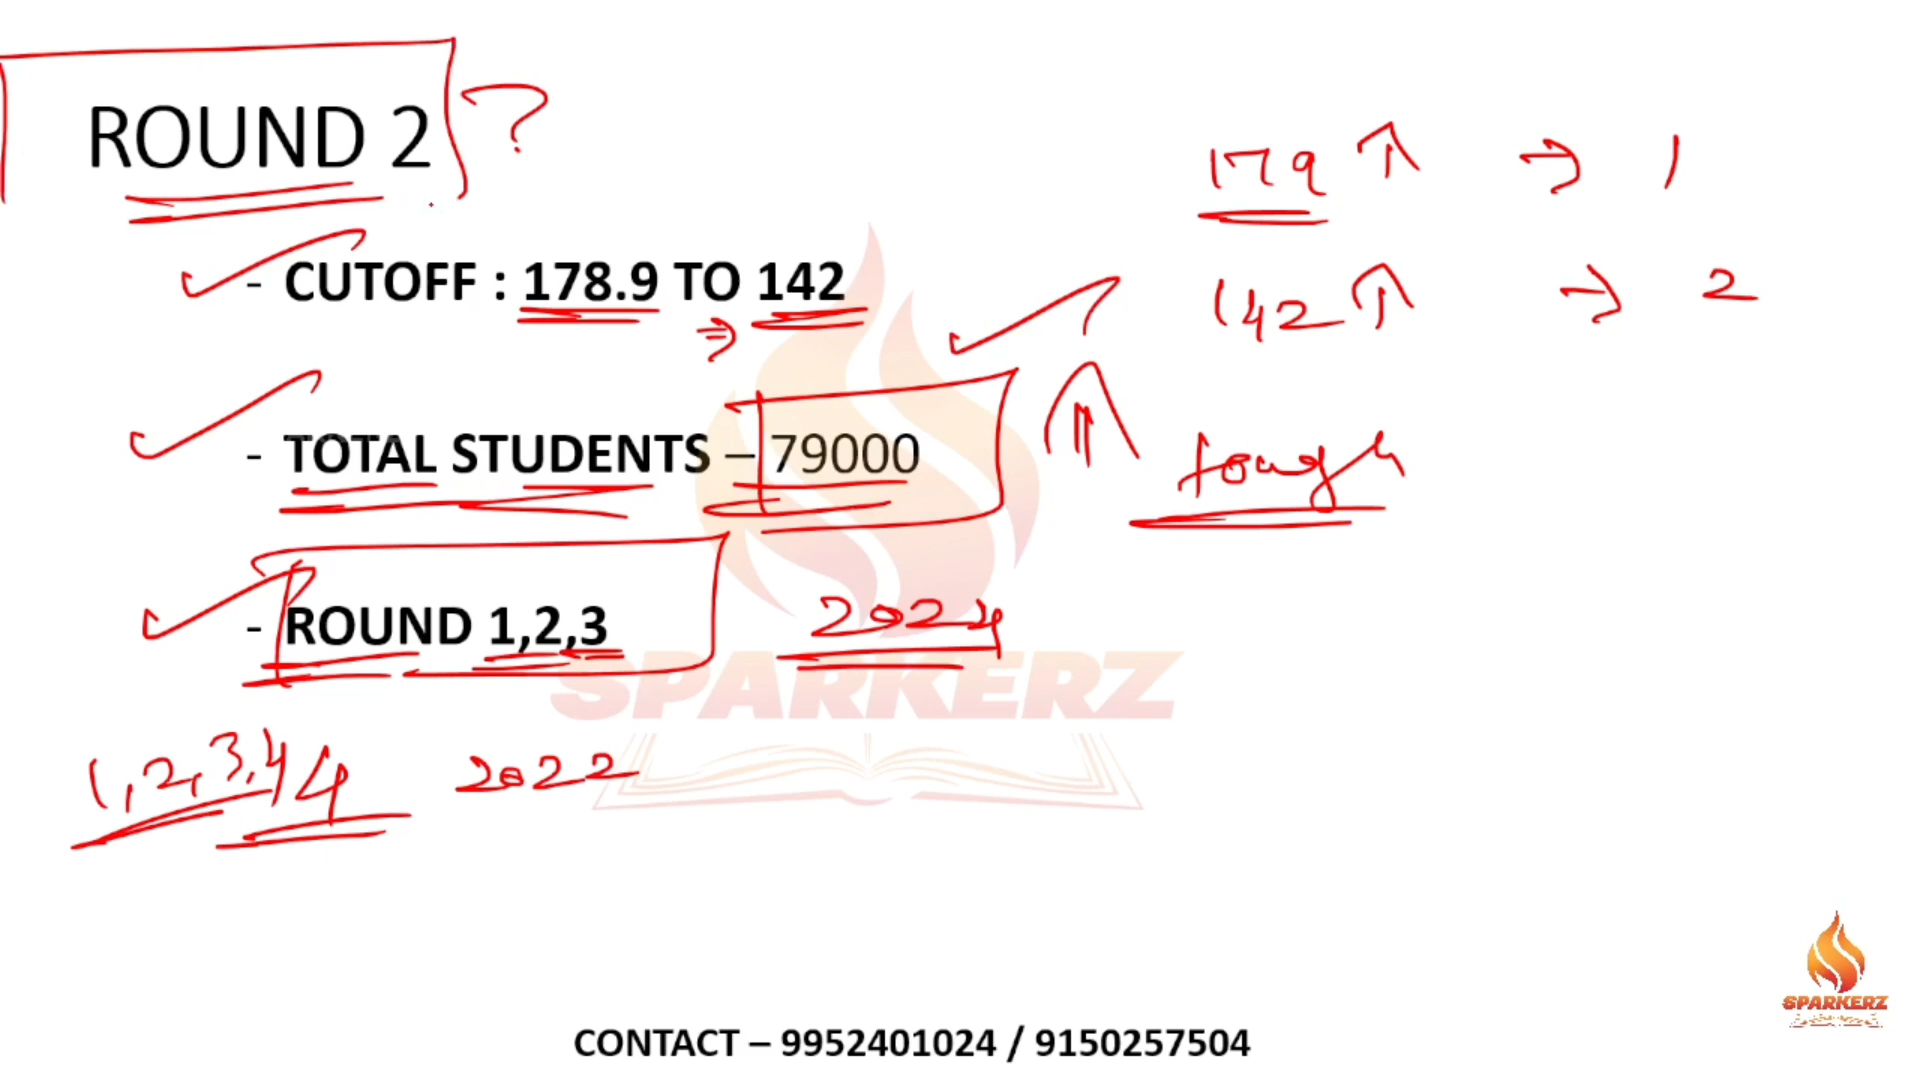 ROUND 2 ?
179 ↑ → 1
- CUTOFF : 178.9 TO 142
⇒
142 ↑ → 2
- TOTAL STUDENTS – 79000
tough
- ROUND 1,2,3
2024
SPARKERZ
1,2,3,4 4
2022
SPARKERZ
CONTACT – 9952401024 / 9150257504